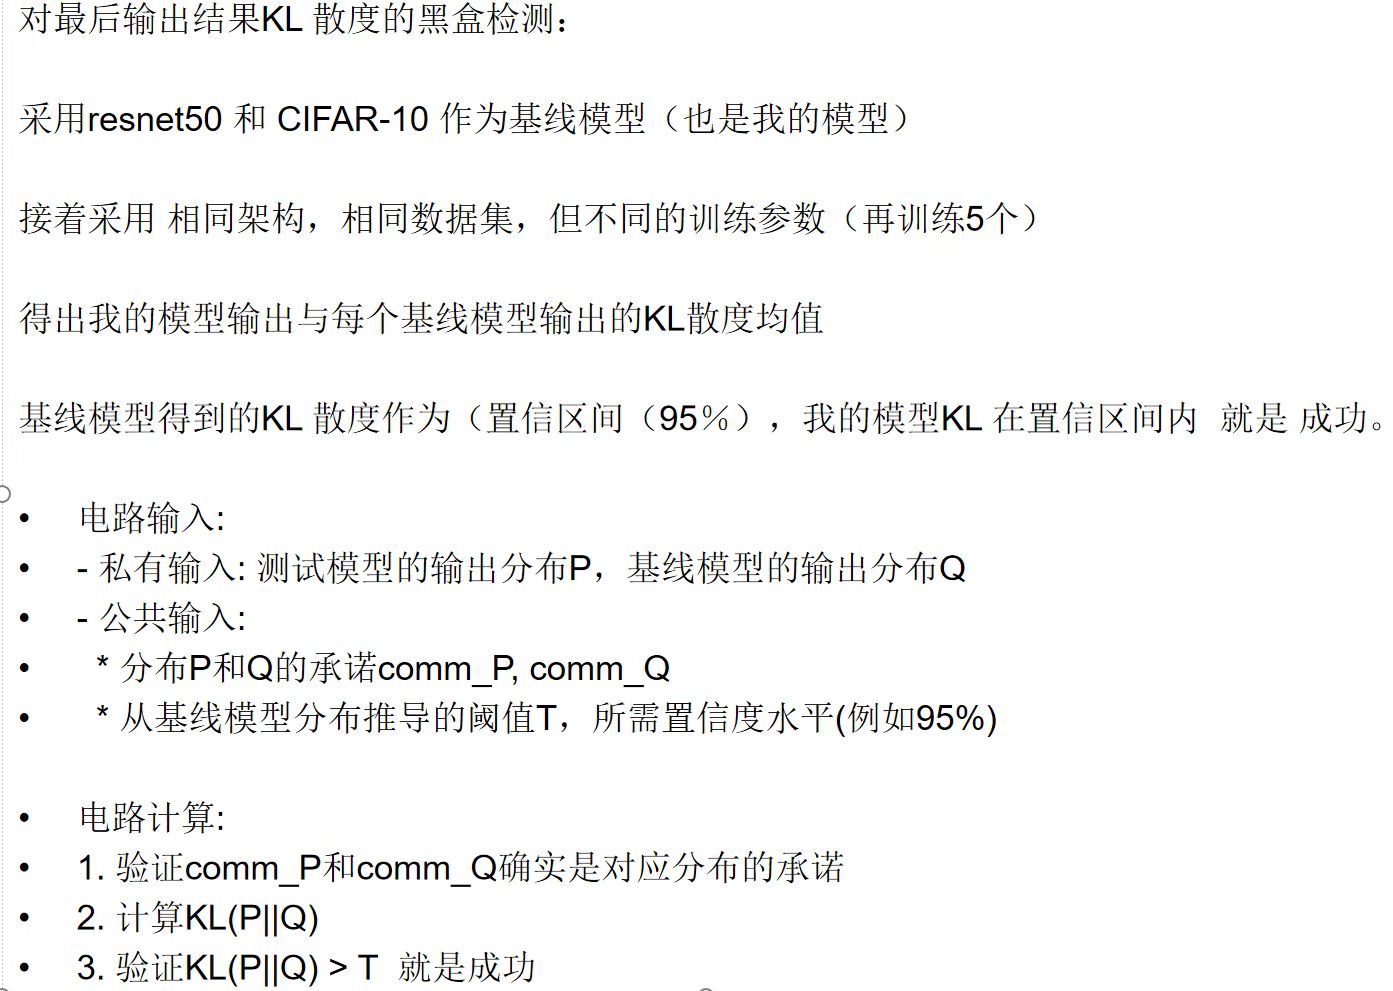 对最后输出结果KL 散度的黑盒检测：
采用resnet50 和 CIFAR-10 作为基线模型（也是我的模型）
接着采用 相同架构，相同数据集，但不同的训练参数（再训练5个）
得出我的模型输出与每个基线模型输出的KL散度均值
基线模型得到的KL 散度作为（置信区间（95%），我的模型KL 在置信区间内 就是 成功。
• 电路输入:
• - 私有输入: 测试模型的输出分布P，基线模型的输出分布Q
• - 公共输入:
• * 分布P和Q的承诺comm_P, comm_Q
• * 从基线模型分布推导的阈值T，所需置信度水平(例如95%)
• 电路计算:
• 1. 验证comm_P和comm_Q确实是对应分布的承诺
• 2. 计算KL(P||Q)
• 3. 验证KL(P||Q) > T 就是成功